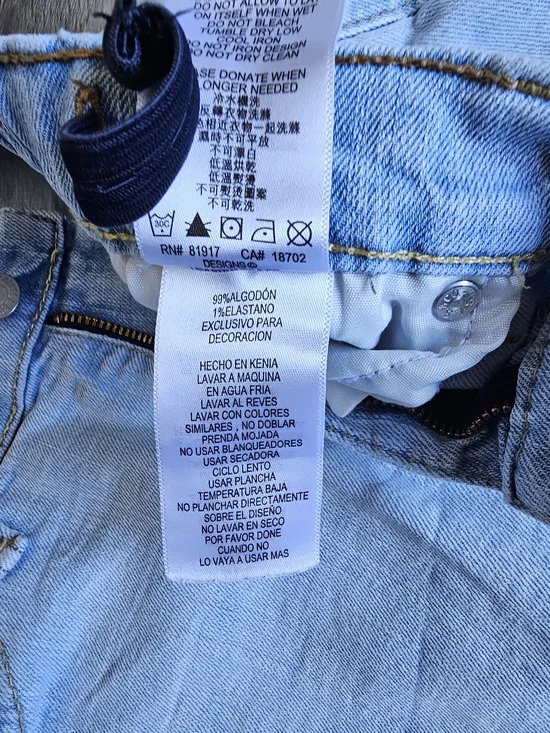 DO NOT ALLOW TO LA
ON ITSELF WHEN WET
DO NOT BLEACH
TUMBLE DRY LOW
COOL IRON
DO NOT IRON DESIGN
DO NOT DRY CLEAN
ASE DONATE WHEN
LONGER NEEDED
冷水機洗
反轉衣物洗滌
相近衣物一起洗滌
濕時不可平放
不可漂白
低溫烘乾
低溫熨燙
不可熨燙圖案
不可乾洗
30C
RN# 81917 CA# 18702
DESIGNS©
99%ALGODÓN
1%ELASTANO
EXCLUSIVO PARA
DECORACION
HECHO EN KENIA
LAVAR A MAQUINA
EN AGUA FRIA
LAVAR AL REVES
LAVAR CON COLORES
SIMILARES , NO DOBLAR
PRENDA MOJADA
NO USAR BLANQUEADORES
USAR SECADORA
CICLO LENTO
USAR PLANCHA
TEMPERATURA BAJA
NO PLANCHAR DIRECTAMENTE
SOBRE EL DISEÑO
NO LAVAR EN SECO
POR FAVOR DONE
CUANDO NO
LO VAYA A USAR MAS